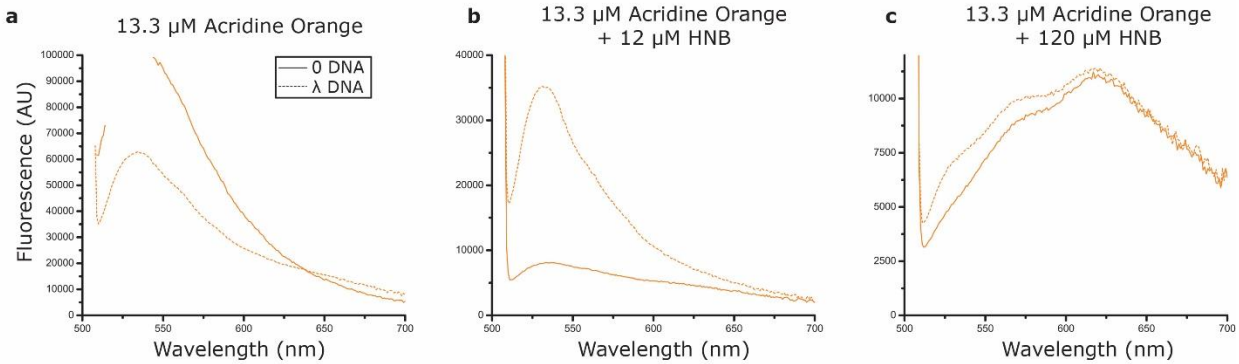 a
13.3 µM Acridine Orange
0 DNA
λ DNA
Fluorescence (AU)
100000
90000
80000
70000
60000
50000
40000
30000
20000
10000
0
500
550
600
650
700
Wavelength (nm)
b
13.3 µM Acridine Orange
+ 12 µM HNB
40000
30000
20000
10000
0
500
550
600
650
700
Wavelength (nm)
c
13.3 µM Acridine Orange
+ 120 µM HNB
10000
7500
5000
2500
0
500
550
600
650
700
Wavelength (nm)